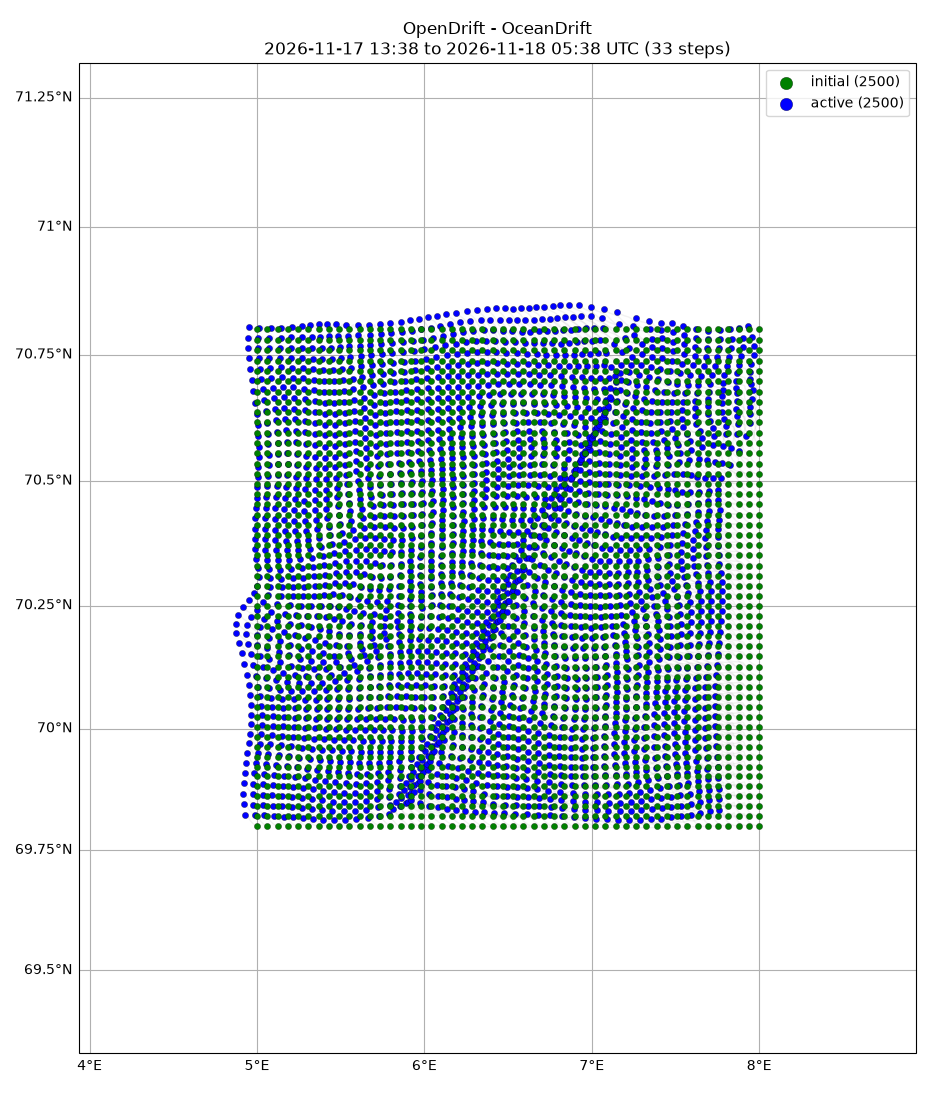 OpenDrift - OceanDrift
2026-11-17 13:38 to 2026-11-18 05:38 UTC (33 steps)
initial (2500)
active (2500)
71.25°N
71°N
70.75°N
70.5°N
70.25°N
70°N
69.75°N
69.5°N
4°E 5°E 6°E 7°E 8°E